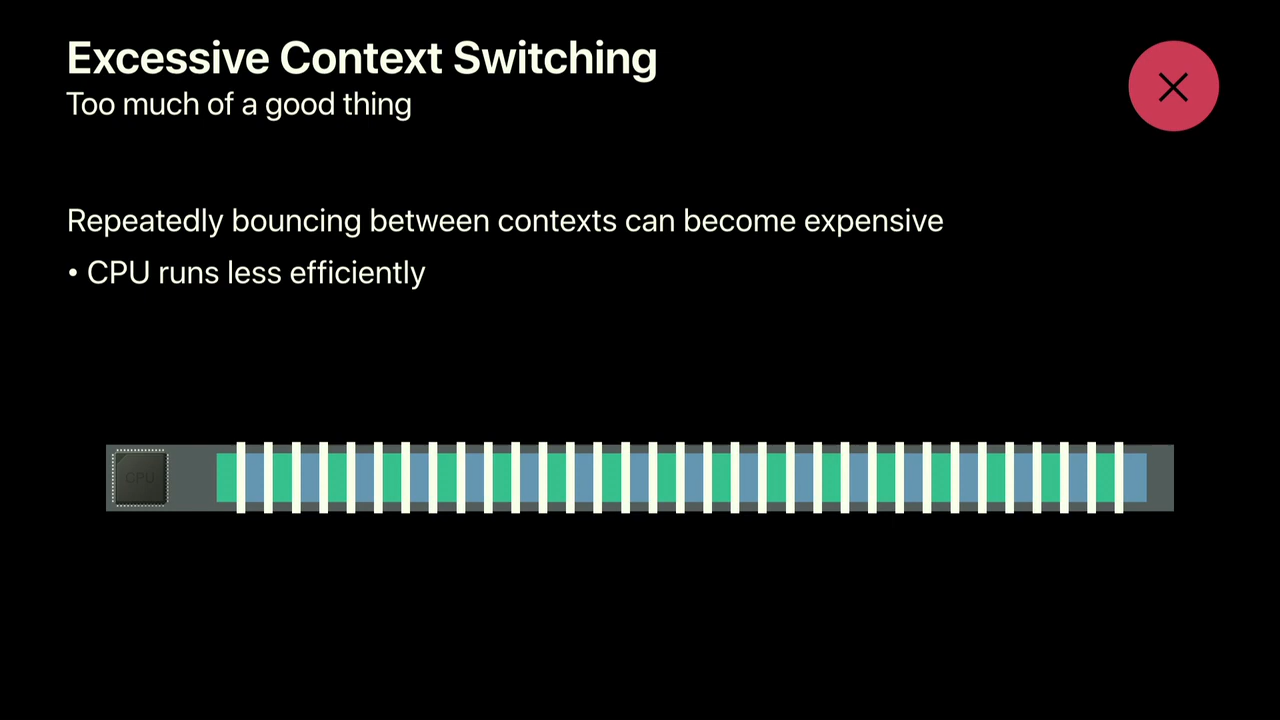 Excessive Context Switching
Too much of a good thing
Repeatedly bouncing between contexts can become expensive
• CPU runs less efficiently
CPU